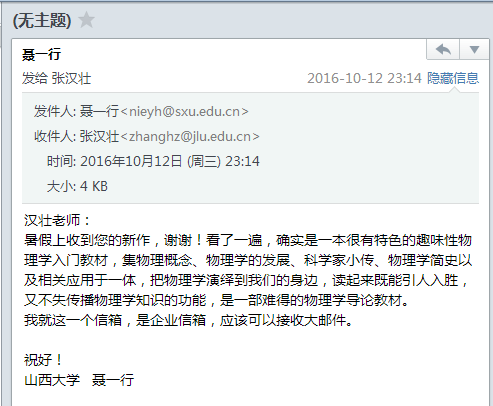 (无主题)
聂一行
发给 张汉壮 2016-10-12 23:14 隐藏信息
发件人: 聂一行<nieyh@sxu.edu.cn>
收件人: 张汉壮<zhanghz@jlu.edu.cn>
时间: 2016年10月12日 (周三) 23:14
大小: 4 KB
汉壮老师：
暑假上收到您的新作，谢谢！看了一遍，确实是一本很有特色的趣味性物
理学入门教材，集物理概念、物理学的发展、科学家小传、物理学简史以
及相关应用于一体，把物理学演绎到我们的身边，读起来既能引人入胜，
又不失传播物理学知识的功能，是一部难得的物理学导论教材。
我就这一个信箱，是企业信箱，应该可以接收大邮件。
祝好！
山西大学 聂一行